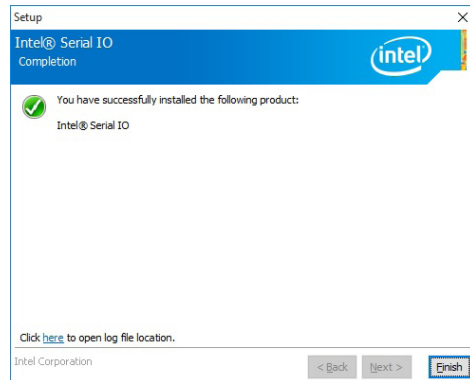 Setup
Intel® Serial IO
Completion
intel
You have successfully installed the following product:
Intel® Serial IO
Click here to open log file location.
Intel Corporation
< Back Next > Finish